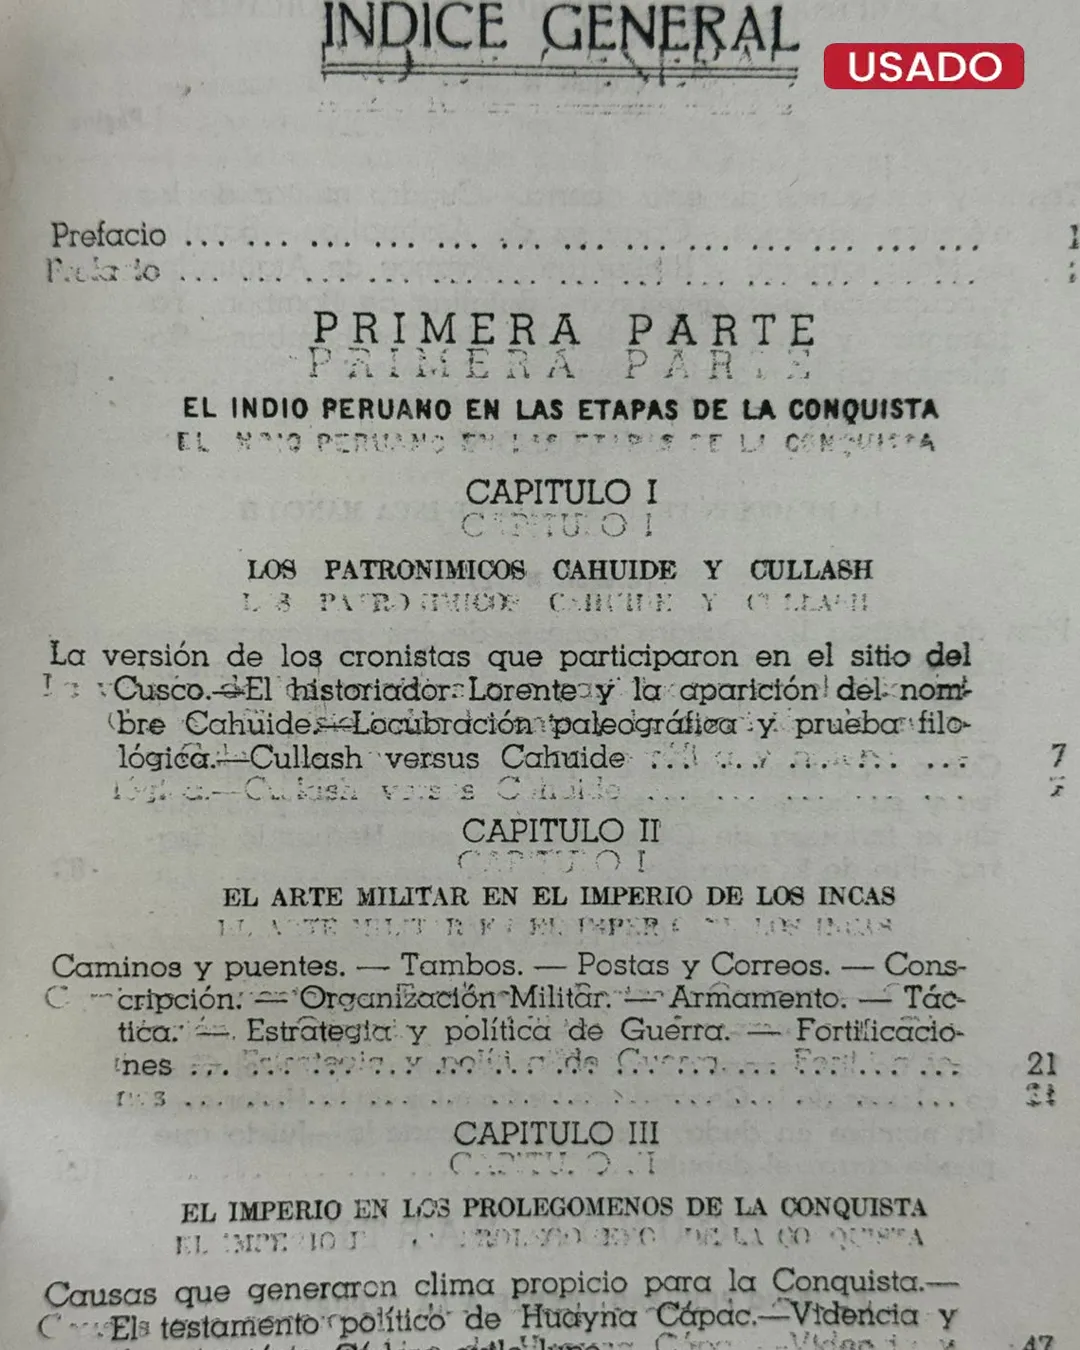 INDICE GENERAL
USADO
Prefacio ... ... ... ... ... ... ... ... ... ... ... ... ... 1
PRIMERA PARTE
EL INDIO PERUANO EN LAS ETAPAS DE LA CONQUISTA
CAPITULO I
LOS PATRONIMICOS CAHUIDE Y CULLASH
La versión de los cronistas que participaron en el sitio del
Cusco.—El historiador Lorente y la aparición del nom-
bre Cahuide.—Locubración paleográfica y prueba filo-
lógica.—Cullash versus Cahuide ... ... ... ... ... 7
CAPITULO II
EL ARTE MILITAR EN EL IMPERIO DE LOS INCAS
Caminos y puentes. — Tambos. — Postas y Correos. — Cons-
cripción. — Organización Militar. — Armamento. — Tác-
tica. — Estrategia y política de Guerra. — Fortificacio-
nes ... ... ... ... ... ... ... ... ... ... ... ... 21
CAPITULO III
EL IMPERIO EN LOS PROLEGOMENOS DE LA CONQUISTA
Causas que generaron clima propicio para la Conquista.—
El testamento político de Huayna Cápac.—Videncia y
47